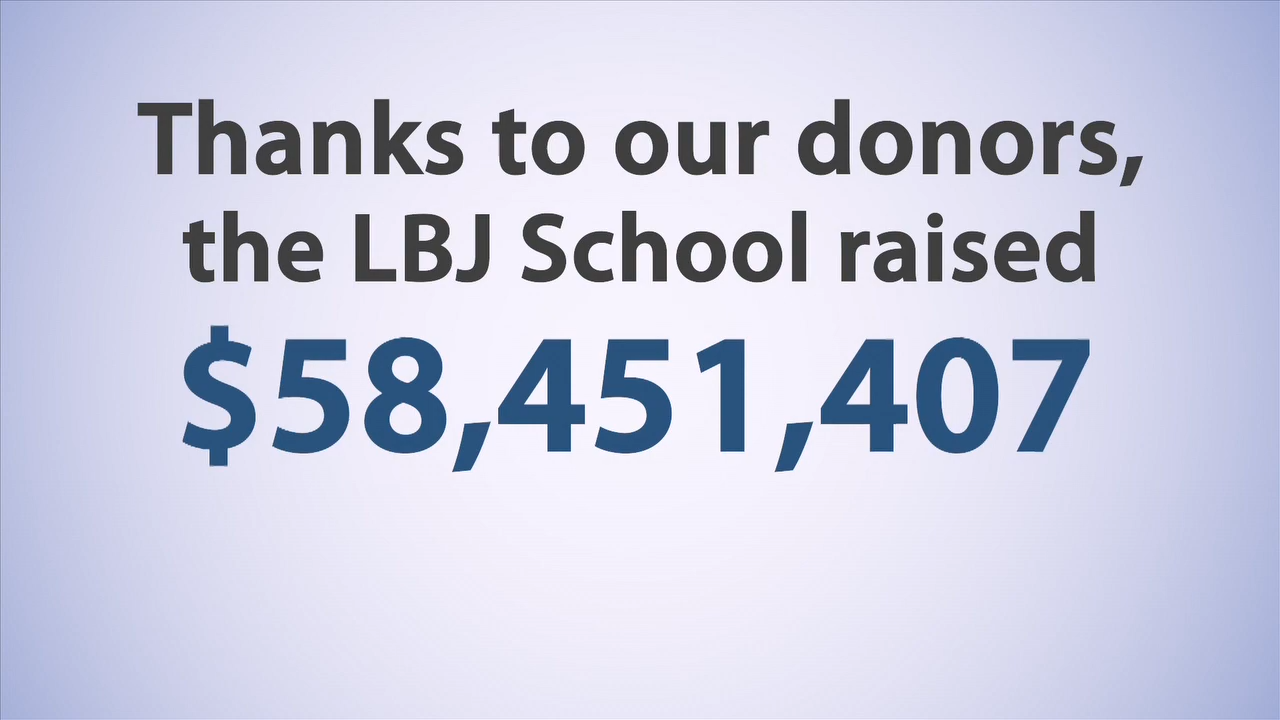 Thanks to our donors,
the LBJ School raised
$58,451,407